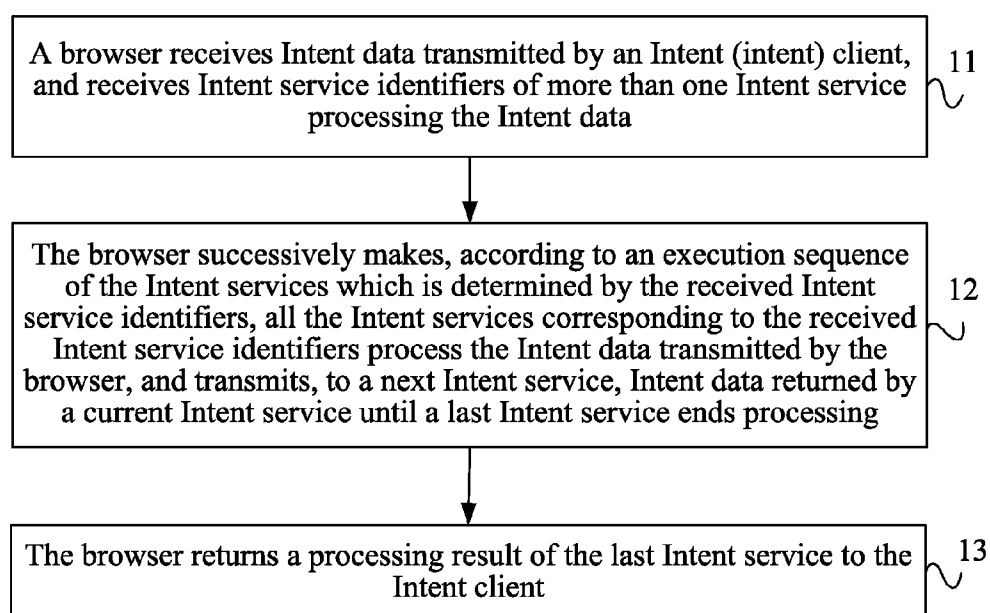 A browser receives Intent data transmitted by an Intent (intent) client,
and receives Intent service identifiers of more than one Intent service
processing the Intent data
11
The browser successively makes, according to an execution sequence
of the Intent services which is determined by the received Intent
service identifiers, all the Intent services corresponding to the received
Intent service identifiers process the Intent data transmitted by the
browser, and transmits, to a next Intent service, Intent data returned by
a current Intent service until a last Intent service ends processing
12
The browser returns a processing result of the last Intent service to the
Intent client
13